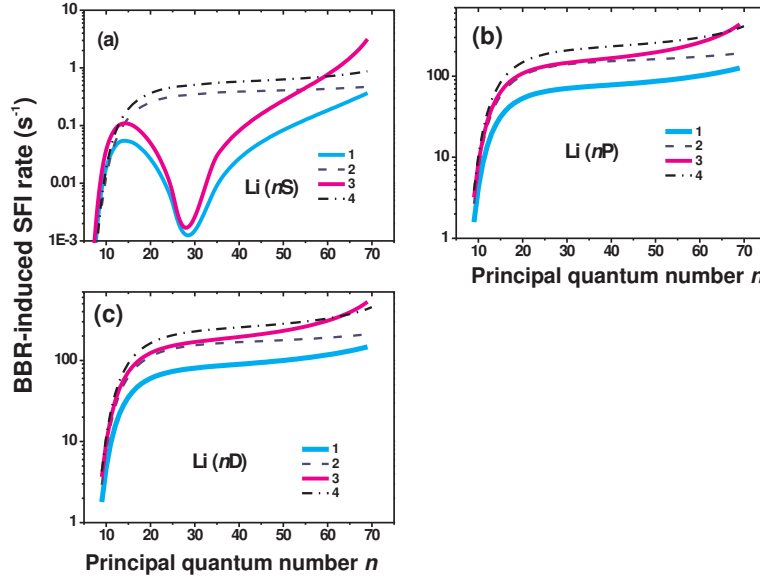 BBR-induced SFI rate (s-1)
(a)
10
1
0.1
0.01
1E-3
10 20 30 40 50 60 70
Li (nS)
1
2
3
4
Principal quantum number n
(b)
100
10
1
10 20 30 40 50 60 70
Li (nP)
1
2
3
4
Principal quantum number n
(c)
100
10
1
10 20 30 40 50 60 70
Li (nD)
1
2
3
4
Principal quantum number n